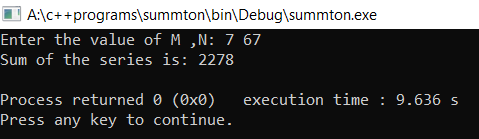 A:\c++programs\summton\bin\Debug\summton.exe
Enter the value of M ,N: 7 67
Sum of the series is: 2278
Process returned 0 (0x0)   execution time : 9.636 s
Press any key to continue.